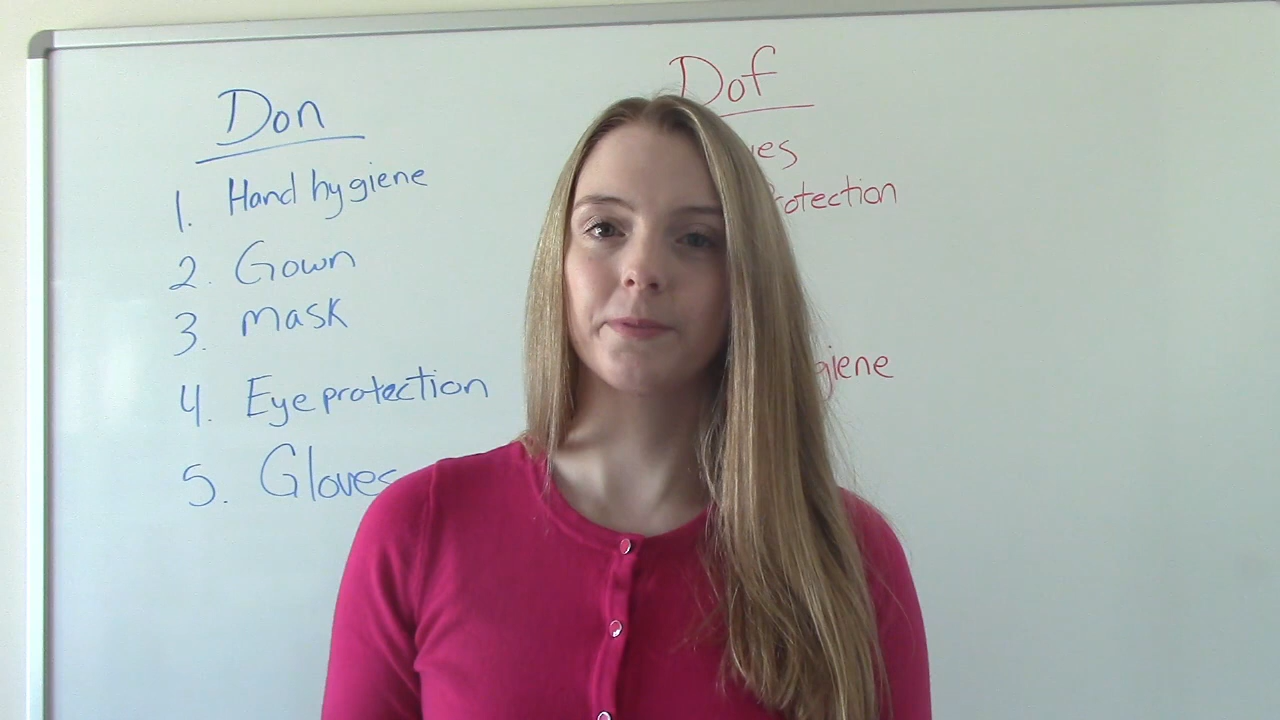 Don
1. Hand hygiene
2. Gown
3. mask
4. Eye protection
5. Gloves
Dof